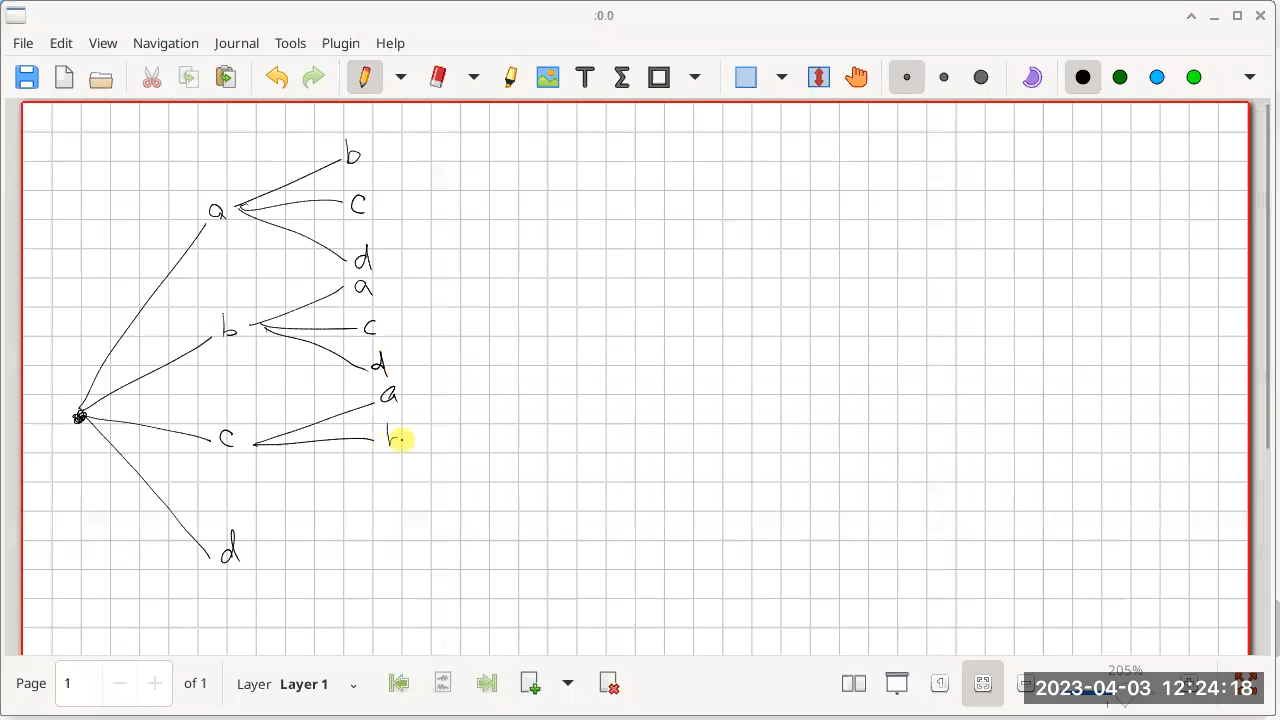 :0.0
File Edit View Navigation Journal Tools Plugin Help
b
a c
d
a
b c
d
a
c
d
Page 1 of 1 Layer Layer 1 205%
2023-04-03 12:24:18